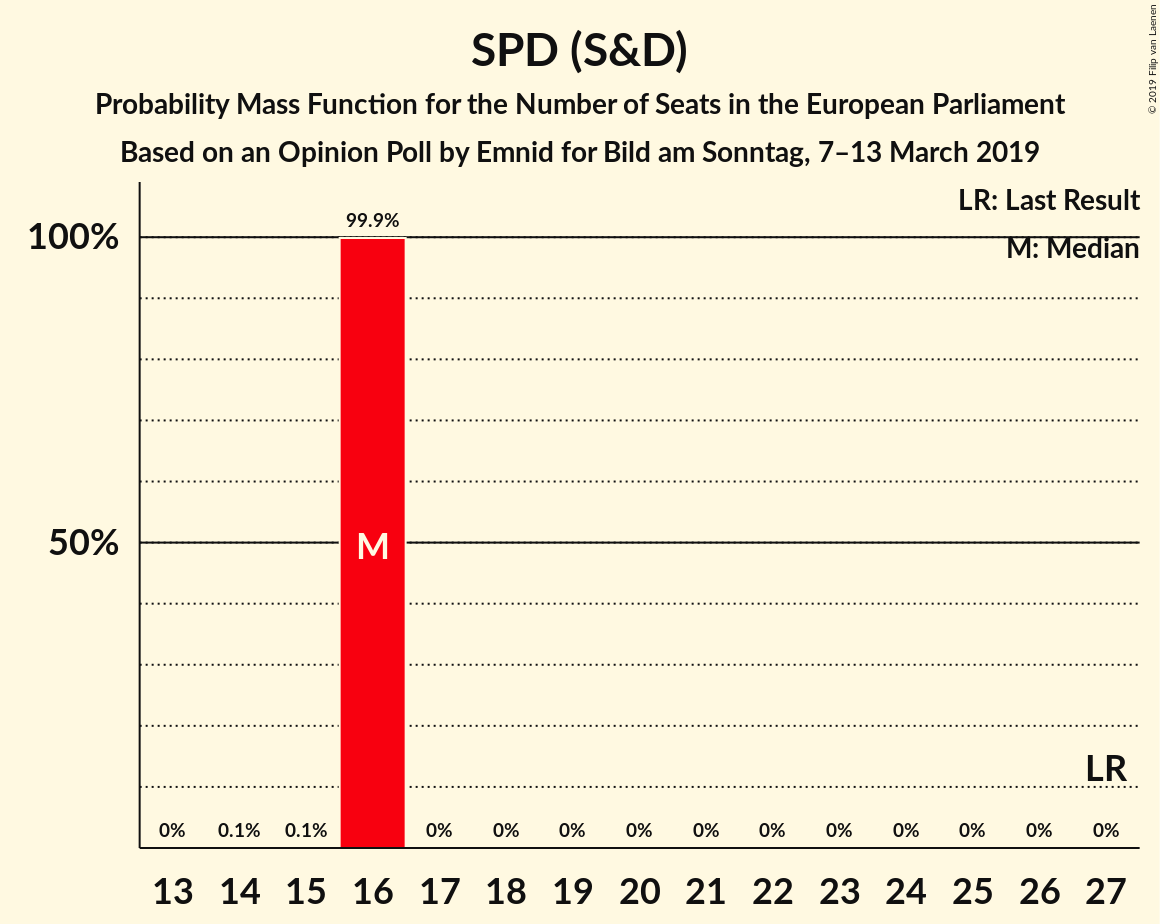 SPD (S&D)
Probability Mass Function for the Number of Seats in the European Parliament
Based on an Opinion Poll by Emnid for Bild am Sonntag, 7–13 March 2019
© 2019 Filip van Laenen
LR: Last Result
M: Median
99.9%
100%
50%
M
LR
0% 0.1% 0.1% 0% 0% 0% 0% 0% 0% 0% 0% 0% 0% 0%
13 14 15 16 17 18 19 20 21 22 23 24 25 26 27